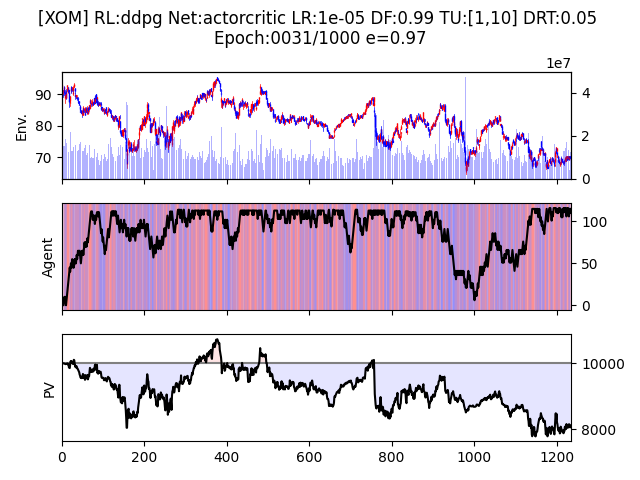 [XOM] RL:ddpg Net:actorcritic LR:1e-05 DF:0.99 TU:[1,10] DRT:0.05
Epoch:0031/1000 e=0.97
1e7
Env.
90
80
70
4
2
0
Agent
100
50
0
PV
10000
8000
0 200 400 600 800 1000 1200